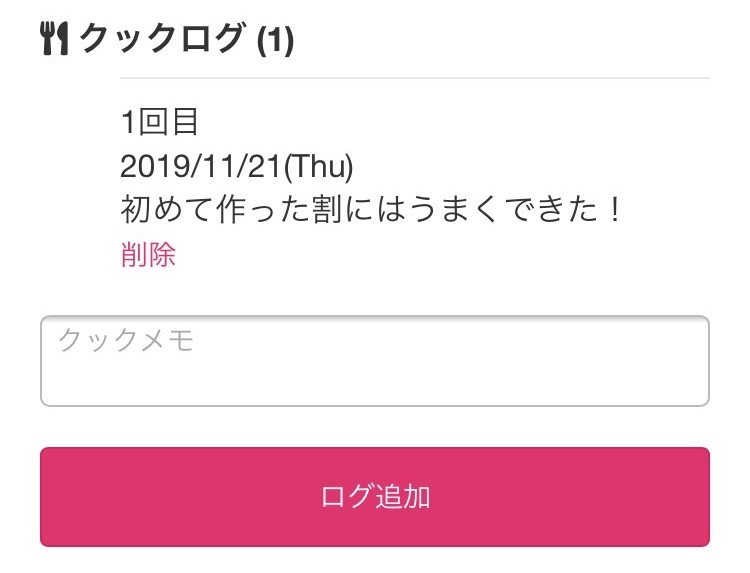 クックログ (1)
1回目
2019/11/21(Thu)
初めて作った割にはうまくできた！
削除
クックメモ
ログ追加